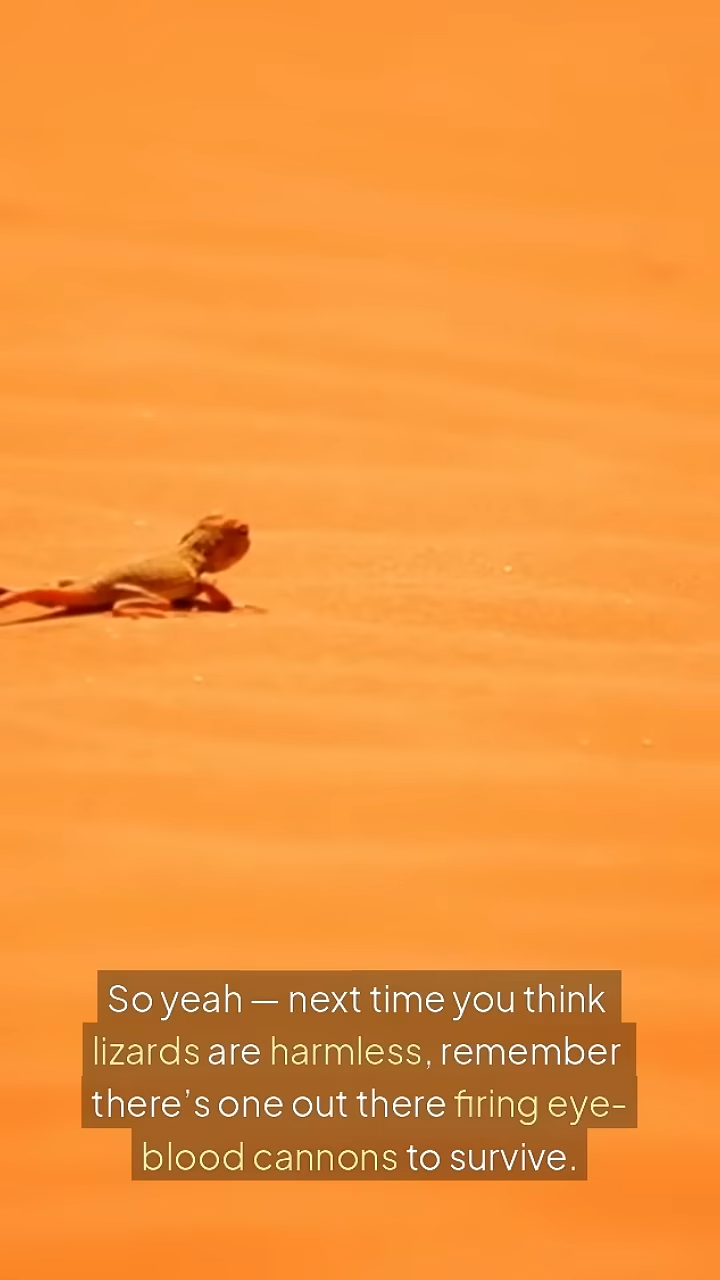 So yeah — next time you think
lizards are harmless, remember
there’s one out there firing eye-
blood cannons to survive.